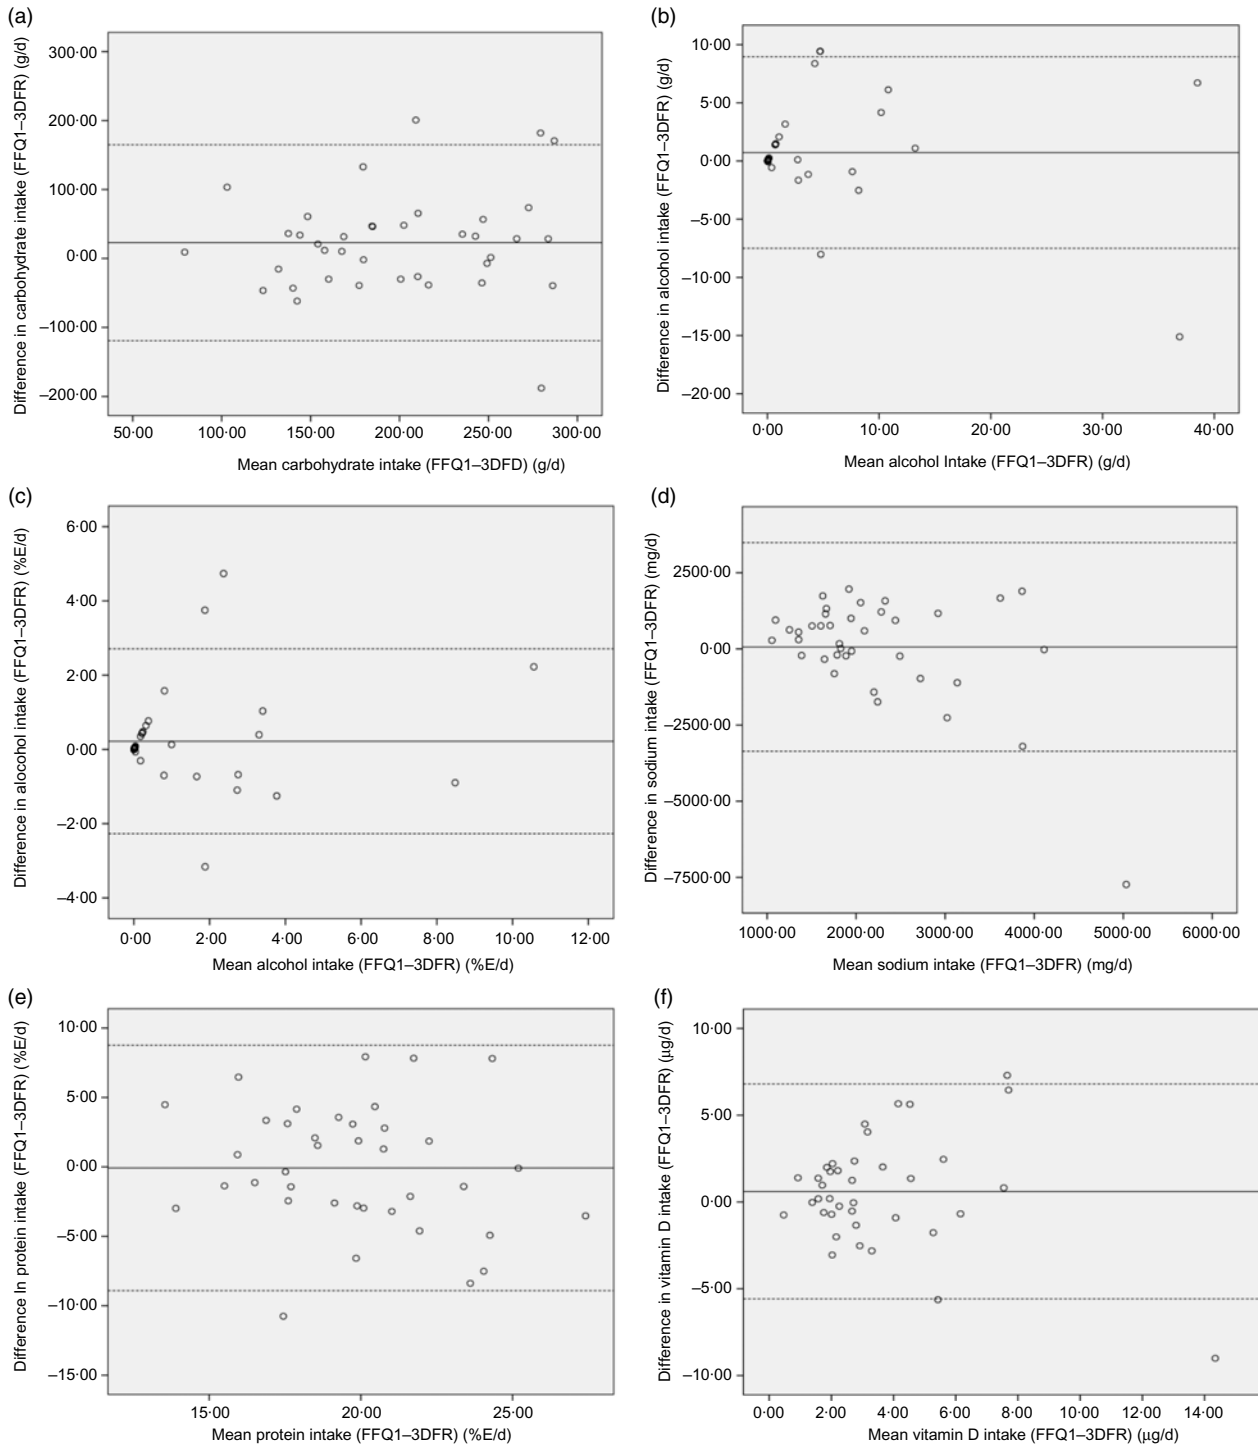 (a)
Difference in carbohydrate intake (FFQ1–3DFR) (g/d)
300·00
200·00
100·00
0·00
–100·00
–200·00
50·00 100·00 150·00 200·00 250·00 300·00
Mean carbohydrate intake (FFQ1–3DFD) (g/d)
(b)
Difference in alcohol intake (FFQ1–3DFR) (g/d)
10·00
5·00
0·00
–5·00
–10·00
–15·00
–20·00
0·00 10·00 20·00 30·00 40·00
Mean alcohol Intake (FFQ1–3DFR) (g/d)
(c)
Difference in alocohol intake (FFQ1–3DFR) (%E/d)
6·00
4·00
2·00
0·00
–2·00
–4·00
0·00 2·00 4·00 6·00 8·00 10·00 12·00
Mean alcohol intake (FFQ1–3DFR) (%E/d)
(d)
Difference in sodium intake (FFQ1–3DFR) (mg/d)
2500·00
0·00
–2500·00
–5000·00
–7500·00
1000·00 2000·00 3000·00 4000·00 5000·00 6000·00
Mean sodium intake (FFQ1–3DFR) (mg/d)
(e)
Difference In protein intake (FFQ1–3DFR) (%E/d)
10·00
5·00
0·00
–5·00
–10·00
–15·00
15·00 20·00 25·00
Mean protein intake (FFQ1–3DFR) (%E/d)
(f)
Difference in vitamin D intake (FFQ1–3DFR) (µg/d)
10·00
5·00
0·00
–5·00
–10·00
0·00 2·00 4·00 6·00 8·00 10·00 12·00 14·00
Mean vitamin D intake (FFQ1–3DFR) (µg/d)